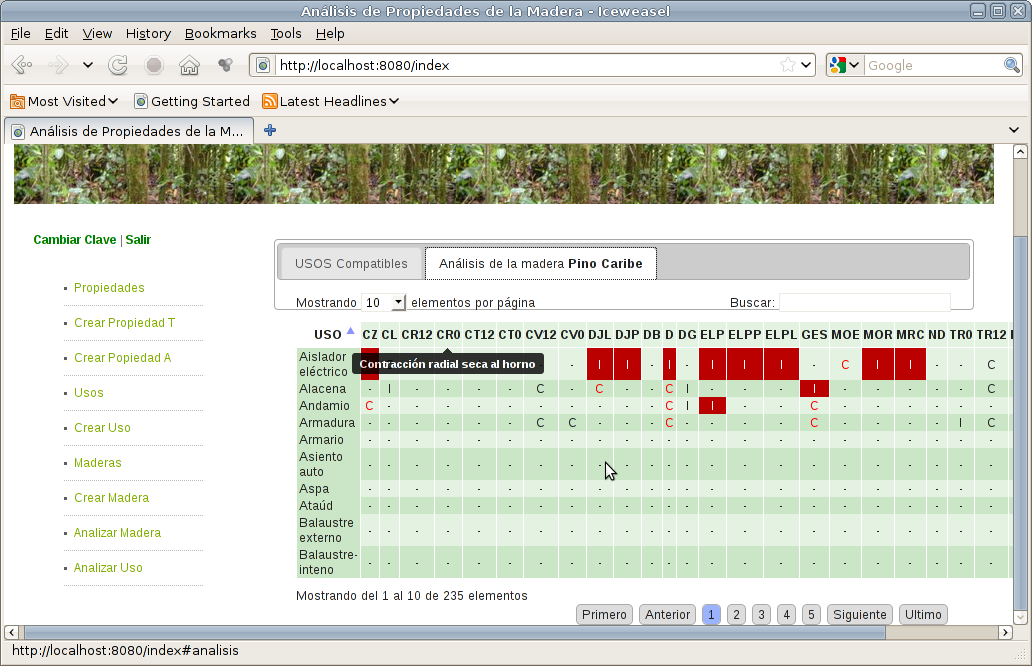 Análisis de Propiedades de la Madera - Iceweasel
File Edit View History Bookmarks Tools Help
http://localhost:8080/index
Google
Most Visited Getting Started Latest Headlines
Análisis de Propiedades de la M...
Cambiar Clave | Salir
Propiedades
Crear Propiedad T
Crear Popiedad A
Usos
Crear Uso
Maderas
Crear Madera
Analizar Madera
Analizar Uso
USOS Compatibles Análisis de la madera Pino Caribe
Mostrando 10 elementos por página Buscar:
USO CZ CL CR12 CR0 CT12 CT0 CV12 CV0 DJL DJP DB D DG ELP ELPP ELPL GES MOE MOR MRC ND TR0 TR12
Contracción radial seca al horno
Aislador
eléctrico - I I - I - I I I - C I I - - C
Alacena - I - - - - C - C - - C I - - - I - - - - - C
Andamio C - - - - - - - - - - C I I - - C - - - - - -
Armadura - - - - - - C C - - - C - - - - C - - - - I C
Armario - - - - - - - - - - - - - - - - - - - - - - -
Asiento
auto - - - - - - - - - - - - - - - - - - - - - - -
Aspa - - - - - - - - - - - - - - - - - - - - - - -
Ataúd - - - - - - - - - - - - - - - - - - - - - - -
Balaustre
externo - - - - - - - - - - - - - - - - - - - - - - -
Balaustre-
inteno - - - - - - - - - - - - - - - - - - - - - - -
Mostrando del 1 al 10 de 235 elementos
Primero Anterior 1 2 3 4 5 Siguiente Ultimo
http://localhost:8080/index#analisis